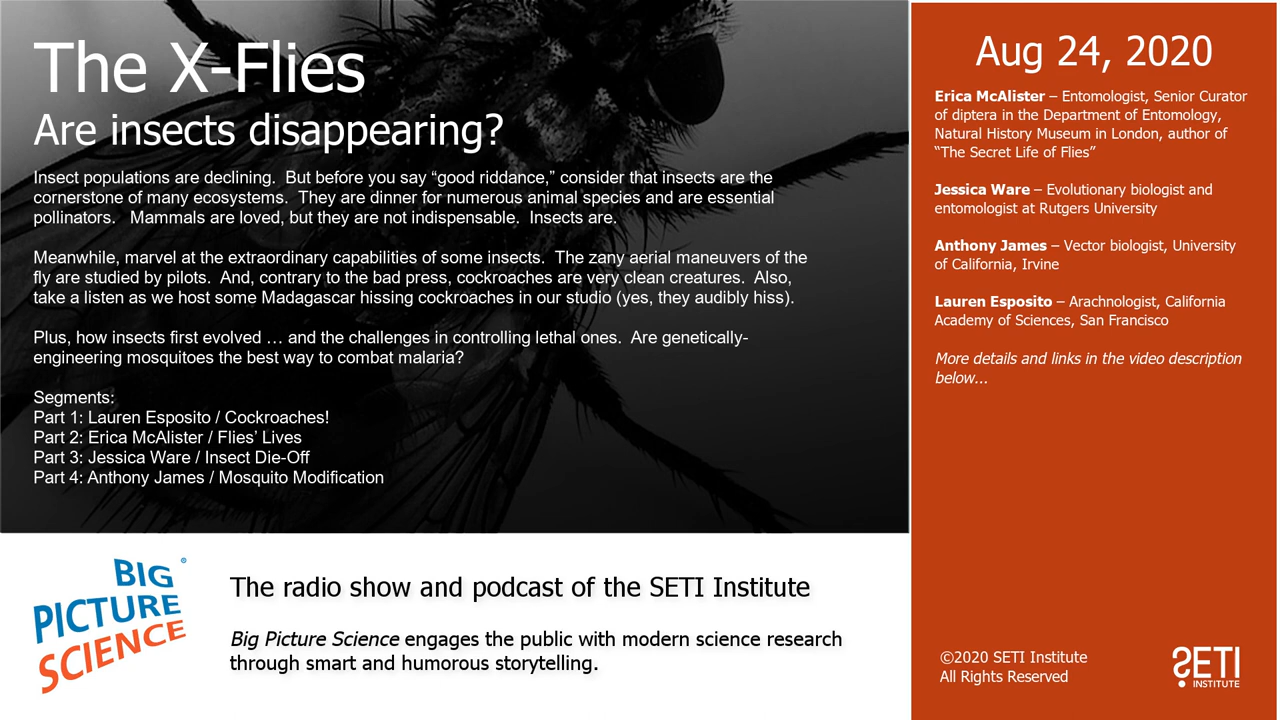 The X-Flies
Are insects disappearing?
Insect populations are declining.  But before you say “good riddance,” consider that insects are the
cornerstone of many ecosystems.  They are dinner for numerous animal species and are essential
pollinators.   Mammals are loved, but they are not indispensable.  Insects are.
Meanwhile, marvel at the extraordinary capabilities of some insects.  The zany aerial maneuvers of the
fly are studied by pilots.  And, contrary to the bad press, cockroaches are very clean creatures.  Also,
take a listen as we host some Madagascar hissing cockroaches in our studio (yes, they audibly hiss).
Plus, how insects first evolved … and the challenges in controlling lethal ones.  Are genetically-
engineering mosquitoes the best way to combat malaria?
Segments:
Part 1: Lauren Esposito / Cockroaches!
Part 2: Erica McAlister / Flies’ Lives
Part 3: Jessica Ware / Insect Die-Off
Part 4: Anthony James / Mosquito Modification
Aug 24, 2020
Erica McAlister – Entomologist, Senior Curator
of diptera in the Department of Entomology,
Natural History Museum in London, author of
“The Secret Life of Flies”
Jessica Ware – Evolutionary biologist and
entomologist at Rutgers University
Anthony James – Vector biologist, University
of California, Irvine
Lauren Esposito – Arachnologist, California
Academy of Sciences, San Francisco
More details and links in the video description
below...
BIG ®
PICTURE
SCIENCE
The radio show and podcast of the SETI Institute
Big Picture Science engages the public with modern science research
through smart and humorous storytelling.
©2020 SETI Institute
All Rights Reserved
SETI
INSTITUTE